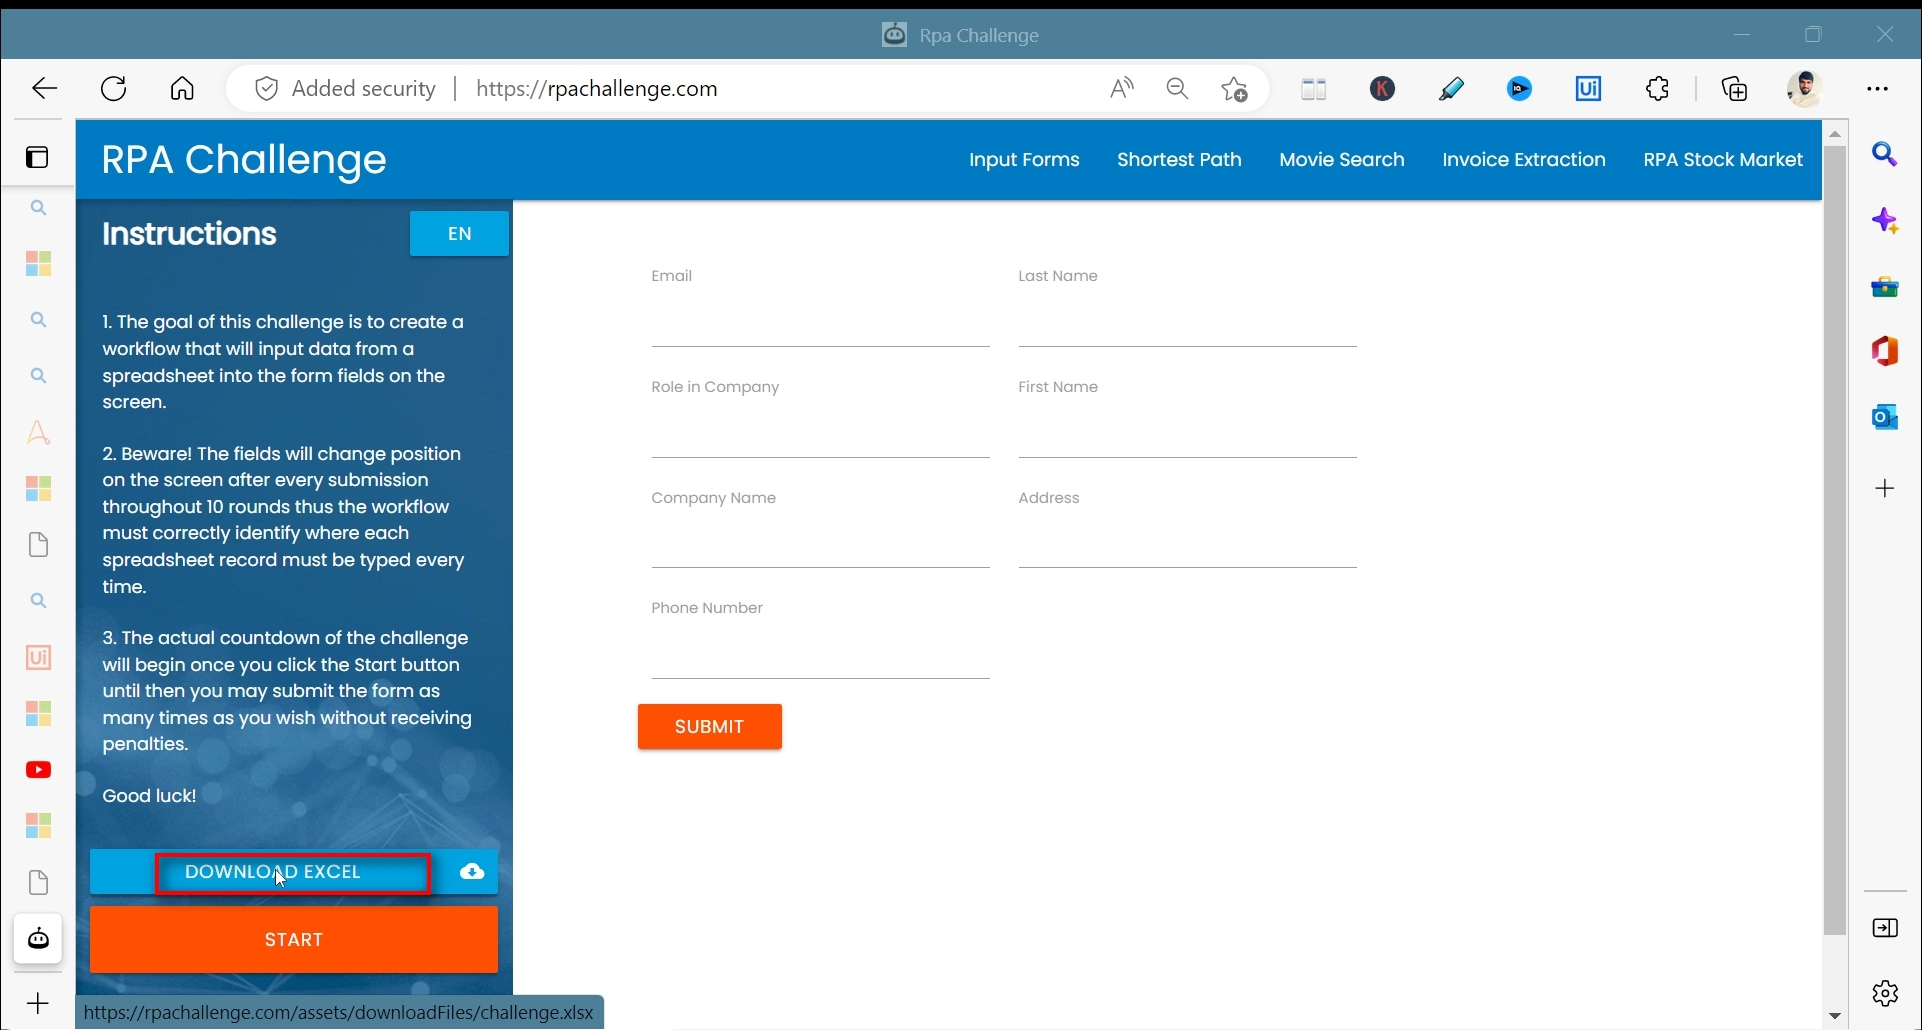 Rpa Challenge
Added security
https://rpachallenge.com
A
K
IQ
Ui
RPA Challenge
Input Forms
Shortest Path
Movie Search
Invoice Extraction
RPA Stock Market
Instructions
EN
1. The goal of this challenge is to create a
workflow that will input data from a
spreadsheet into the form fields on the
screen.
2. Beware! The fields will change position
on the screen after every submission
throughout 10 rounds thus the workflow
must correctly identify where each
spreadsheet record must be typed every
time.
3. The actual countdown of the challenge
will begin once you click the Start button
until then you may submit the form as
many times as you wish without receiving
penalties.
Good luck!
DOWNLOAD EXCEL
START
Email
Last Name
Role in Company
First Name
Company Name
Address
Phone Number
SUBMIT
Ui
https://rpachallenge.com/assets/downloadFiles/challenge.xlsx